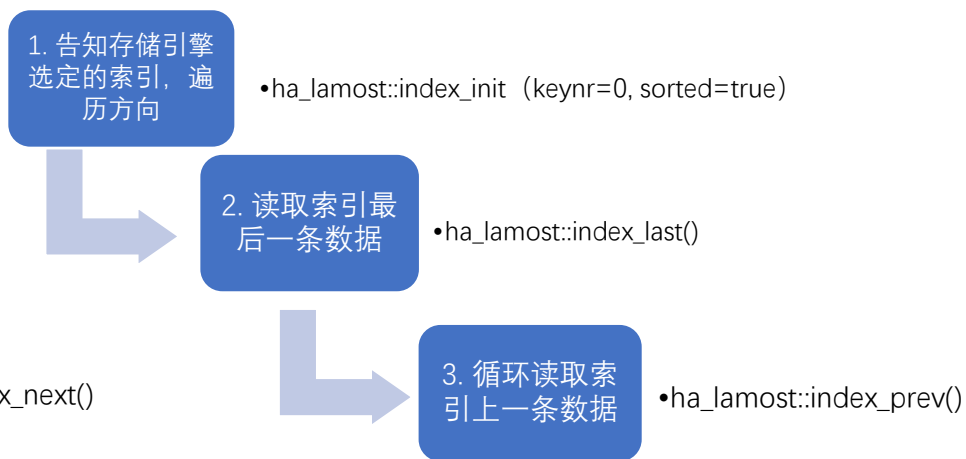 1. 告知存储引擎
选定的索引，遍
历方向
•ha_lamost::index_init（keynr=0, sorted=true）
2. 读取索引最
后一条数据
•ha_lamost::index_last()
x_next()
3. 循环读取索
引上一条数据
•ha_lamost::index_prev()